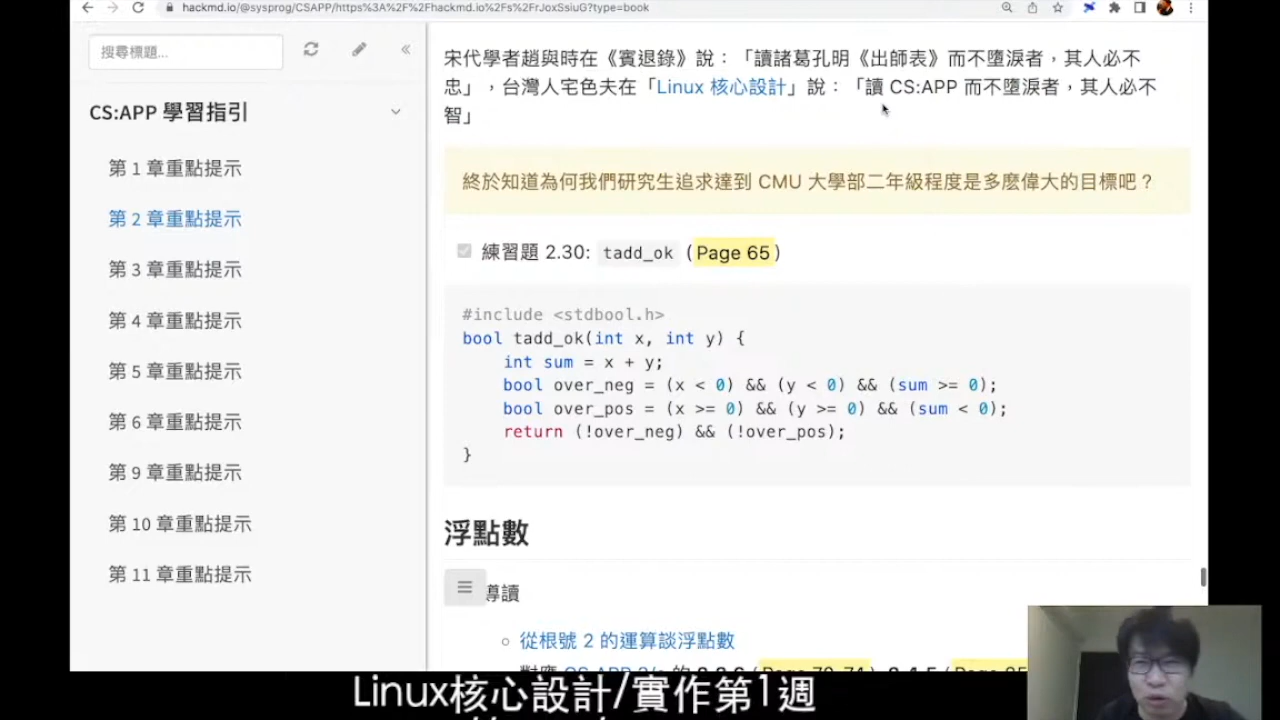 hackmd.io/@sysprog/CSAPP/https%3A%2F%2Fhackmd.io%2Fs%2FrJoxSsiuG?type=book
搜尋標題...
CS:APP 學習指引
第 1 章重點提示
第 2 章重點提示
第 3 章重點提示
第 4 章重點提示
第 5 章重點提示
第 6 章重點提示
第 9 章重點提示
第 10 章重點提示
第 11 章重點提示
宋代學者趙與時在《賓退錄》說：「讀諸葛孔明《出師表》而不墮淚者，其人必不
忠」，台灣人宅色夫在「Linux 核心設計」說：「讀 CS:APP 而不墮淚者，其人必不
智」
終於知道為何我們研究生追求達到 CMU 大學部二年級程度是多麼偉大的目標吧？
練習題 2.30: tadd_ok (Page 65)
#include <stdbool.h>
bool tadd_ok(int x, int y) {
int sum = x + y;
bool over_neg = (x < 0) && (y < 0) && (sum >= 0);
bool over_pos = (x >= 0) && (y >= 0) && (sum < 0);
return (!over_neg) && (!over_pos);
}
浮點數
導讀
從根號 2 的運算談浮點數
Linux核心設計/實作第1週